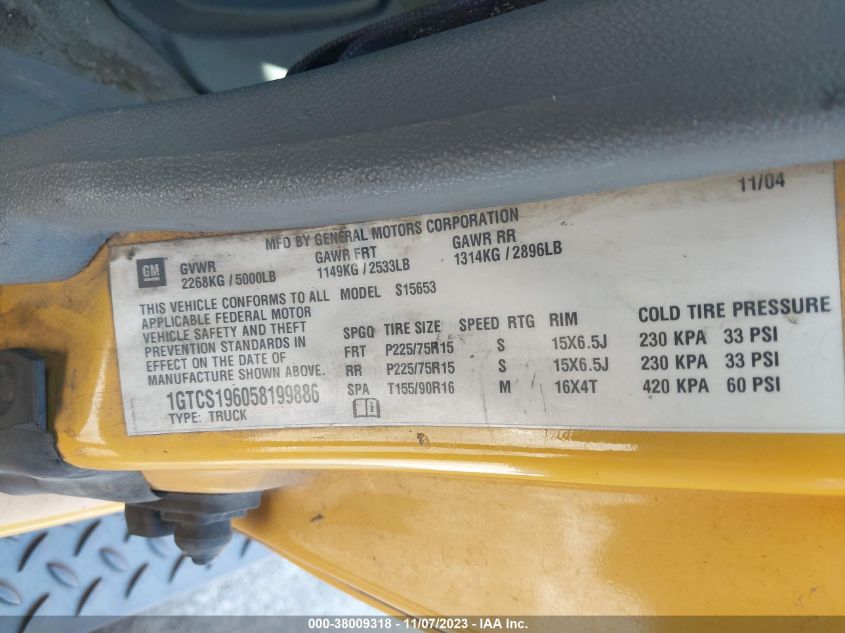 11/04
MFD BY GENERAL MOTORS CORPORATION
GM
GVWR GAWR FRT GAWR RR
2268KG / 5000LB 1149KG / 2533LB 1314KG / 2896LB
THIS VEHICLE CONFORMS TO ALL
APPLICABLE FEDERAL MOTOR
VEHICLE SAFETY AND THEFT
PREVENTION STANDARDS IN
EFFECT ON THE DATE OF
MANUFACTURE SHOWN ABOVE.
1GTCS196058199886
TYPE: TRUCK
MODEL S15653
SPGQ TIRE SIZE SPEED RTG RIM COLD TIRE PRESSURE
FRT P225/75R15 S 15X6.5J 230 KPA 33 PSI
RR P225/75R15 S 15X6.5J 230 KPA 33 PSI
SPA T155/90R16 M 16X4T 420 KPA 60 PSI
000-38009318 - 11/07/2023 - IAA Inc.